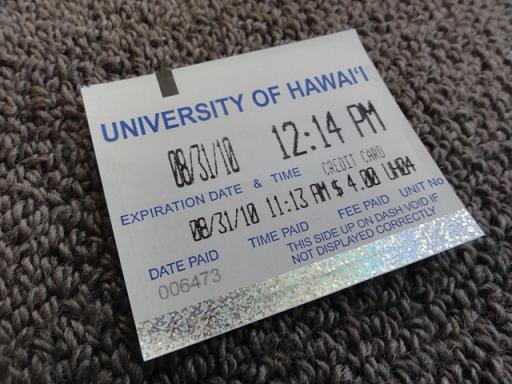 UNIVERSITY OF HAWAI'I
08/31/10 12:14 PM
EXPIRATION DATE & TIME CREDIT CARD
08/31/10 11:13 AM $ 4.00 UH04
DATE PAID TIME PAID FEE PAID UNIT No
THIS SIDE UP ON DASH VOID IF
NOT DISPLAYED CORRECTLY
006473